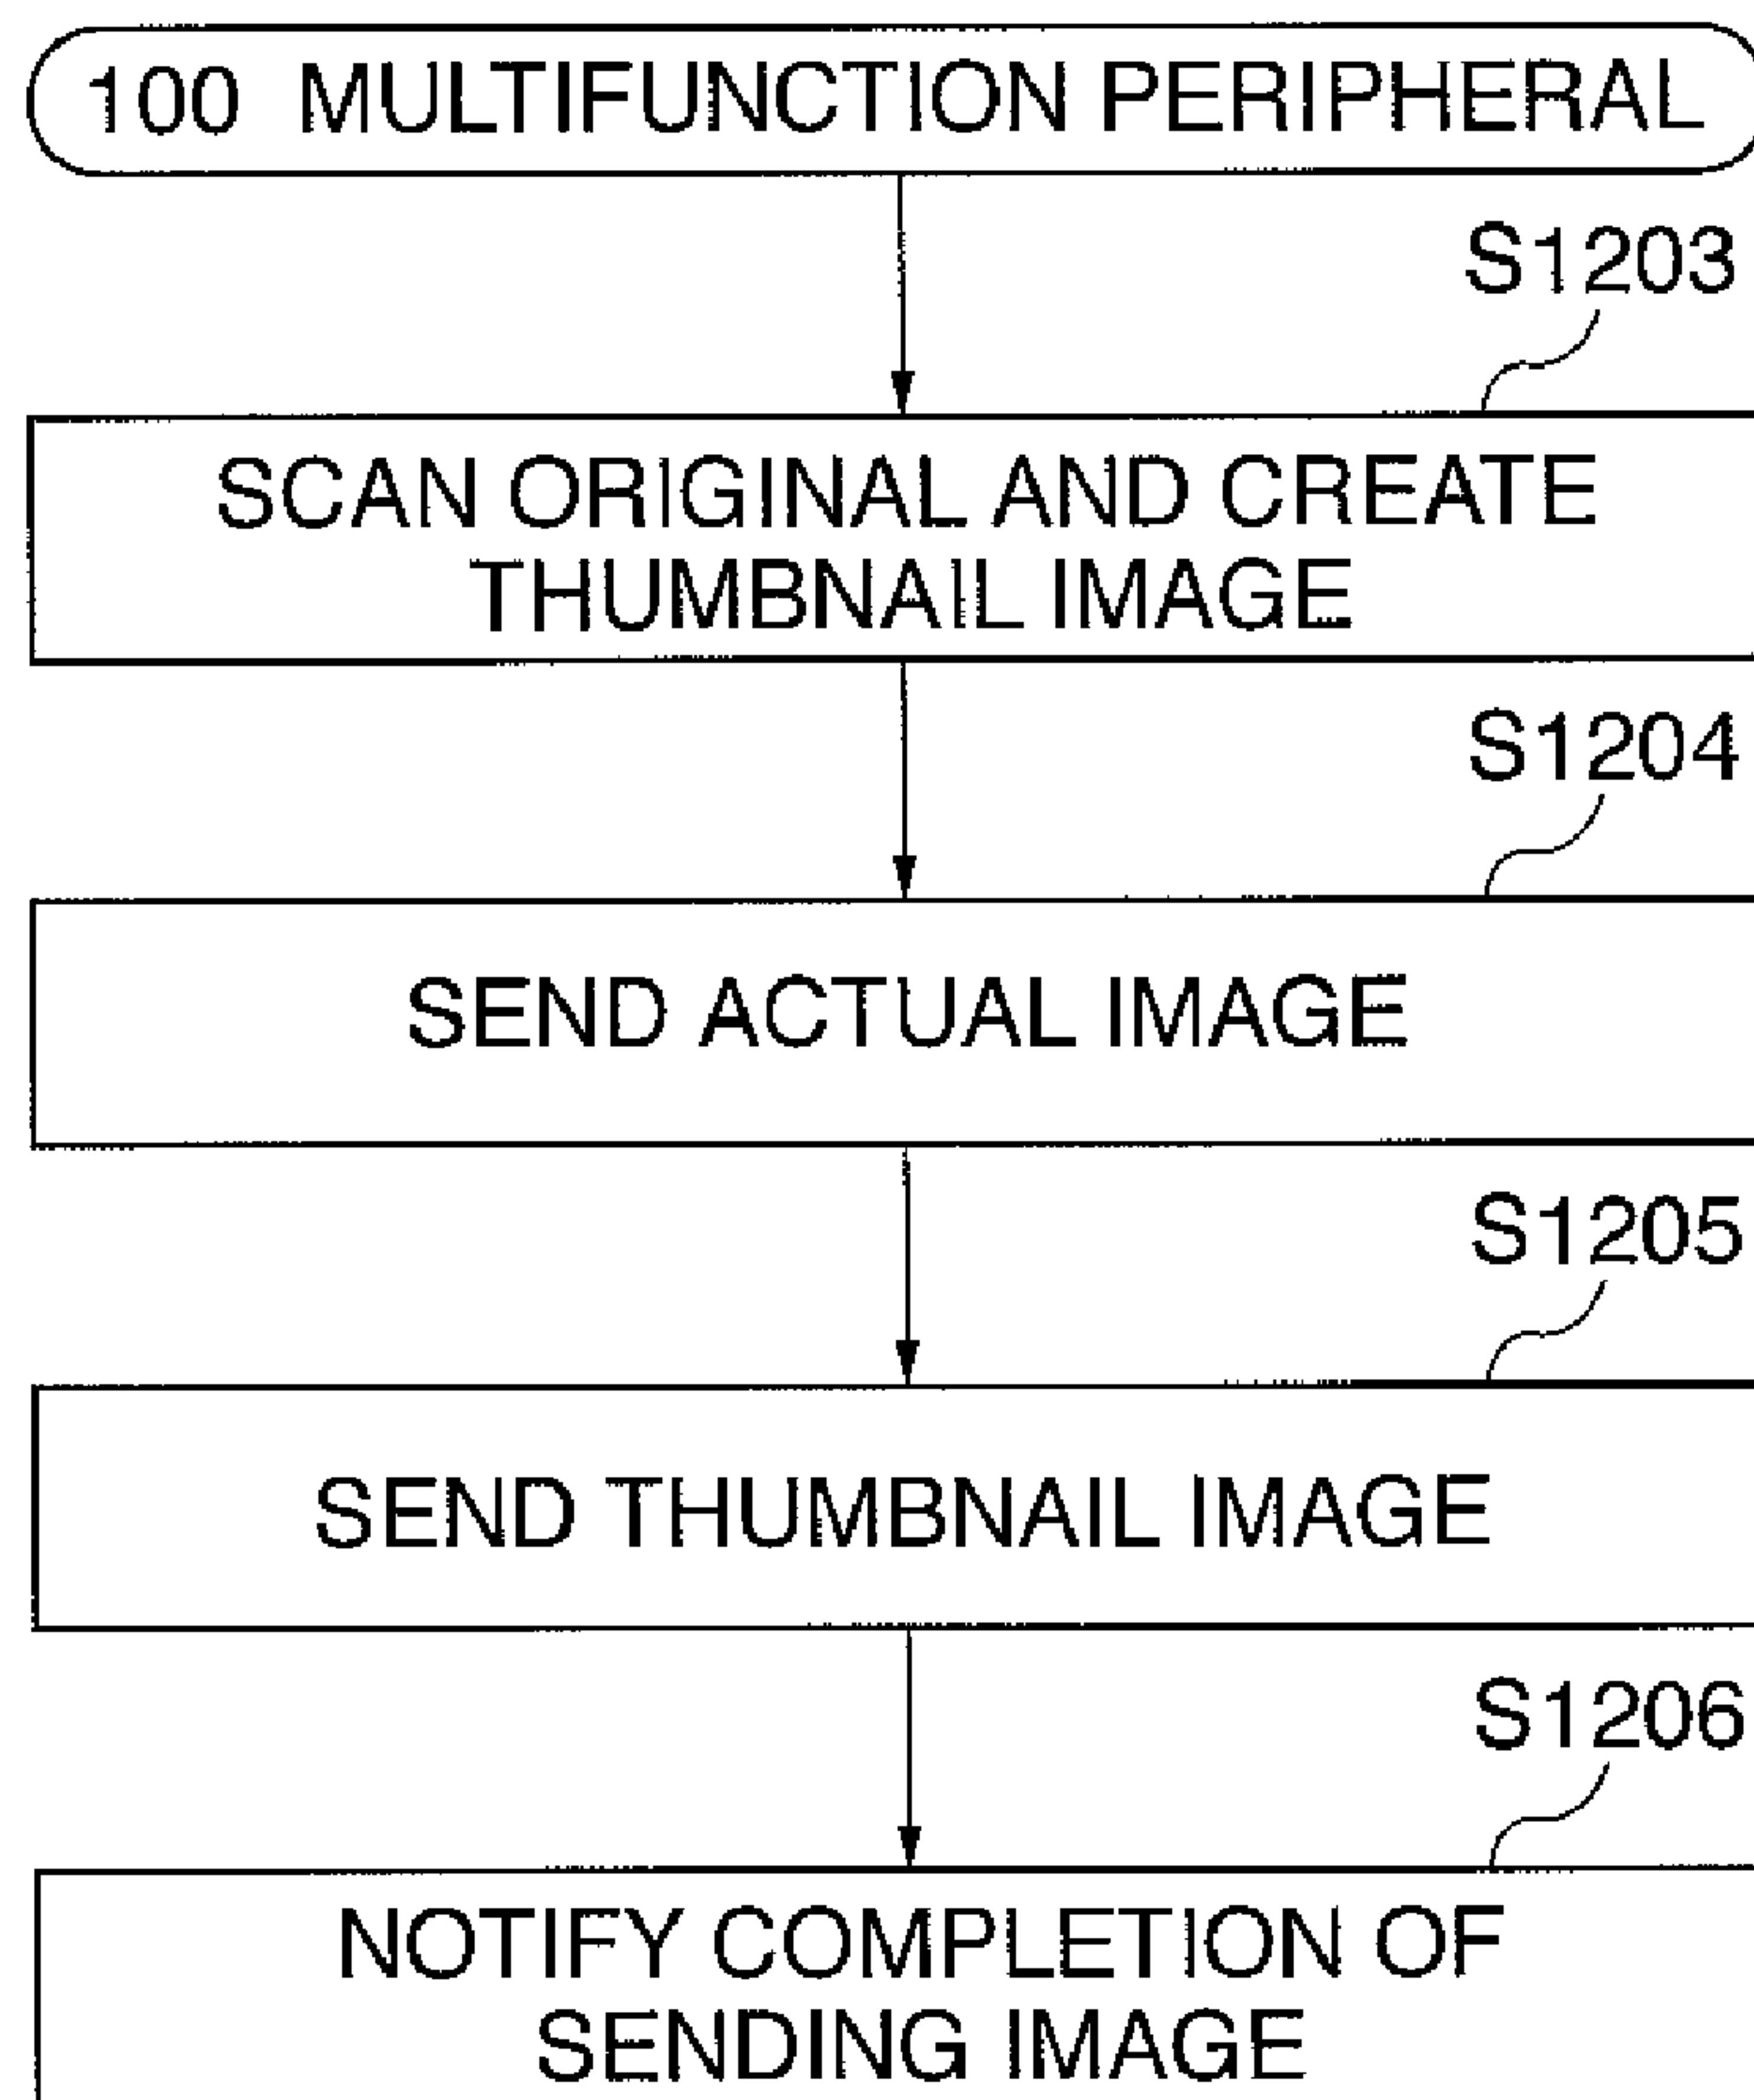 100 MULTIFUNCTION PERIPHERAL
S1203
SCAN ORIGINAL AND CREATE
THUMBNAIL IMAGE
S1204
SEND ACTUAL IMAGE
S1205
SEND THUMBNAIL IMAGE
S1206
NOTIFY COMPLETION OF
SENDING IMAGE